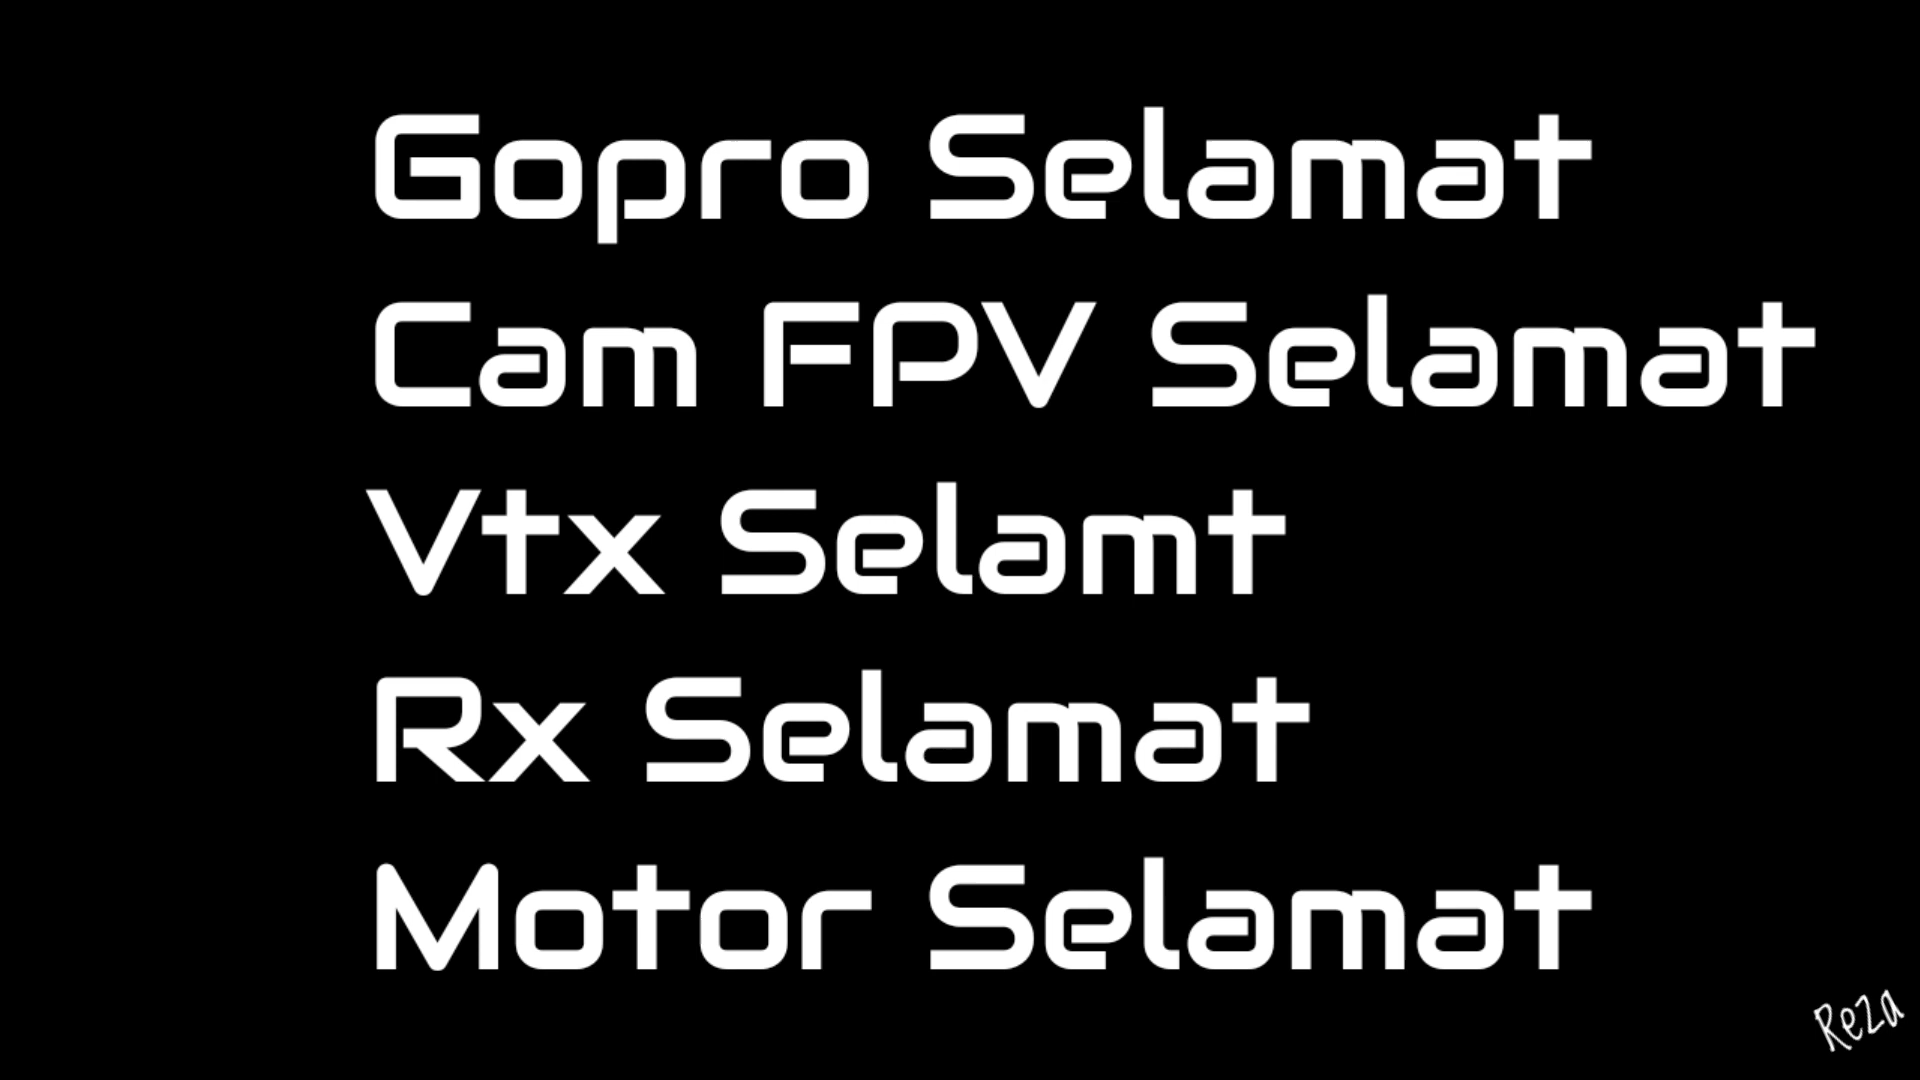 Gopro Selamat
Cam FPV Selamat
Vtx Selamt
Rx Selamat
Motor Selamat
Reza